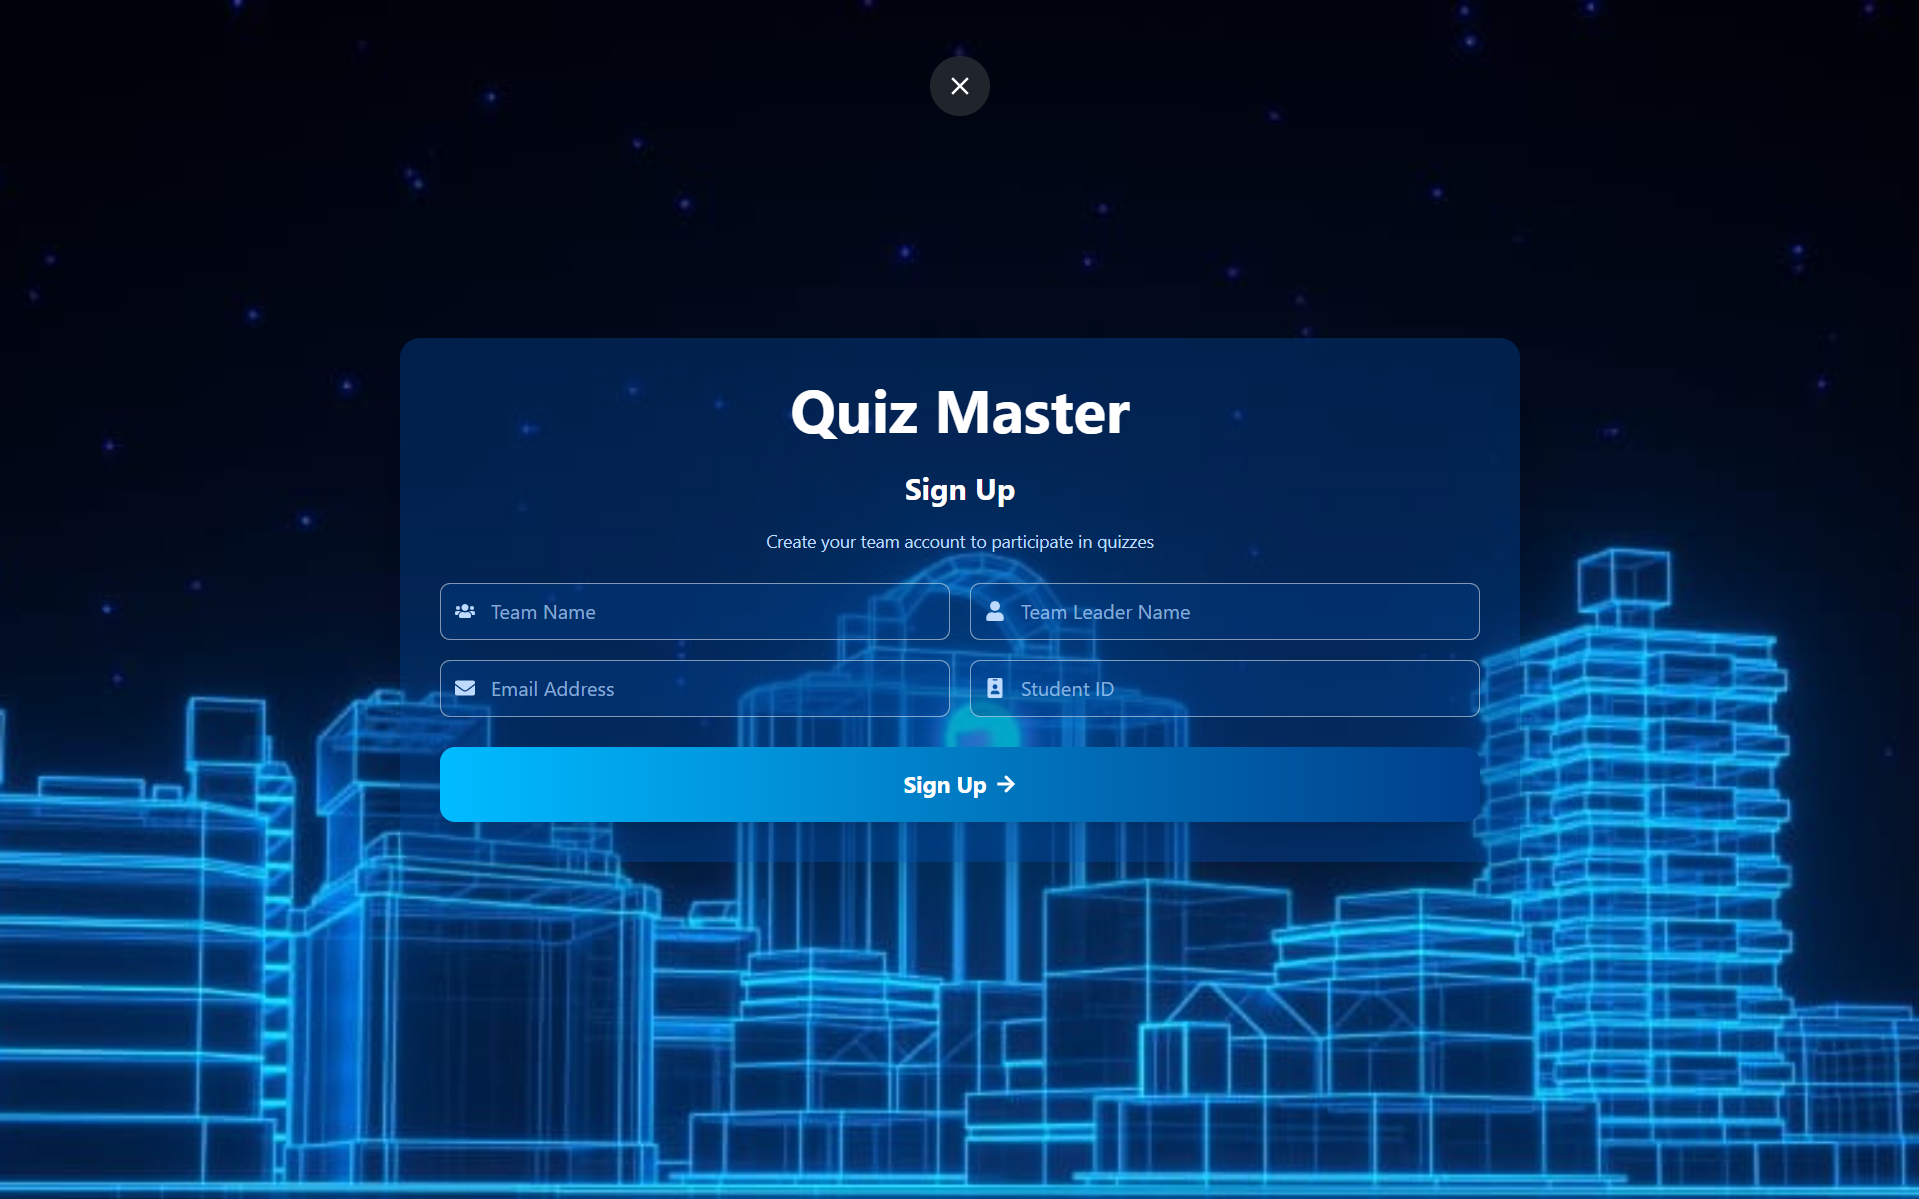 Quiz Master
Sign Up
Create your team account to participate in quizzes
Team Name
Team Leader Name
Email Address
Student ID
Sign Up